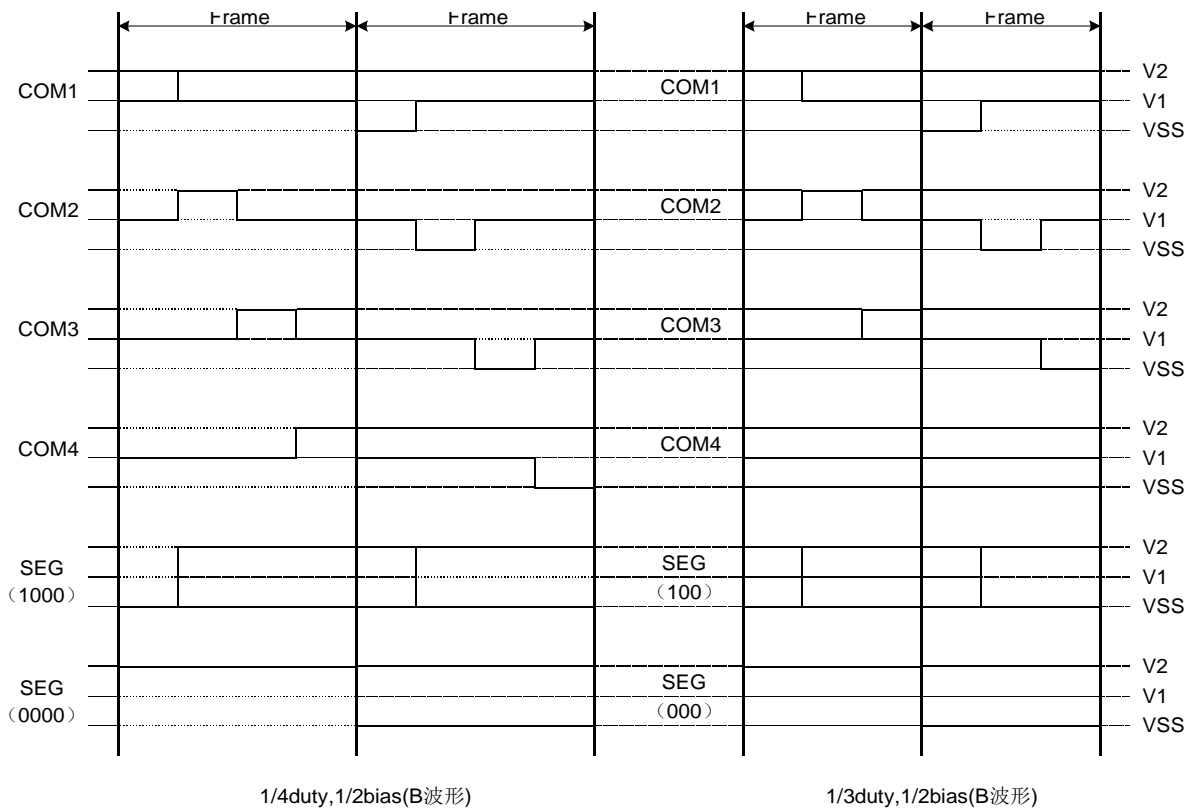 Frame Frame Frame Frame
COM1 COM1 V2
V1
VSS
COM2 COM2 V2
V1
VSS
COM3 COM3 V2
V1
VSS
COM4 COM4 V2
V1
VSS
SEG SEG V2
(1000) (100) V1
VSS
SEG SEG V2
(0000) (000) V1
VSS
1/4duty,1/2bias(B波形) 1/3duty,1/2bias(B波形)